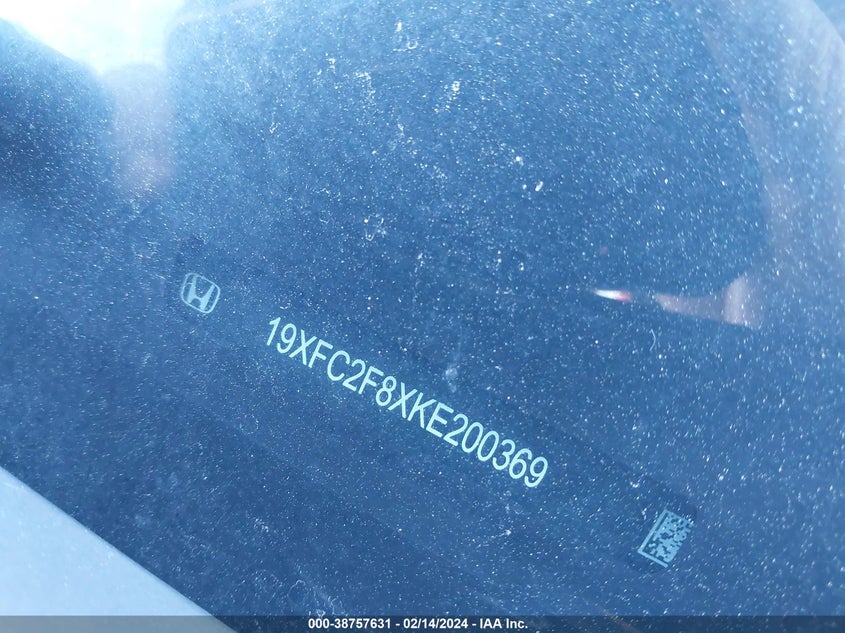 19XFC2F8XKE200369
000-38757631 - 02/14/2024 - IAA Inc.